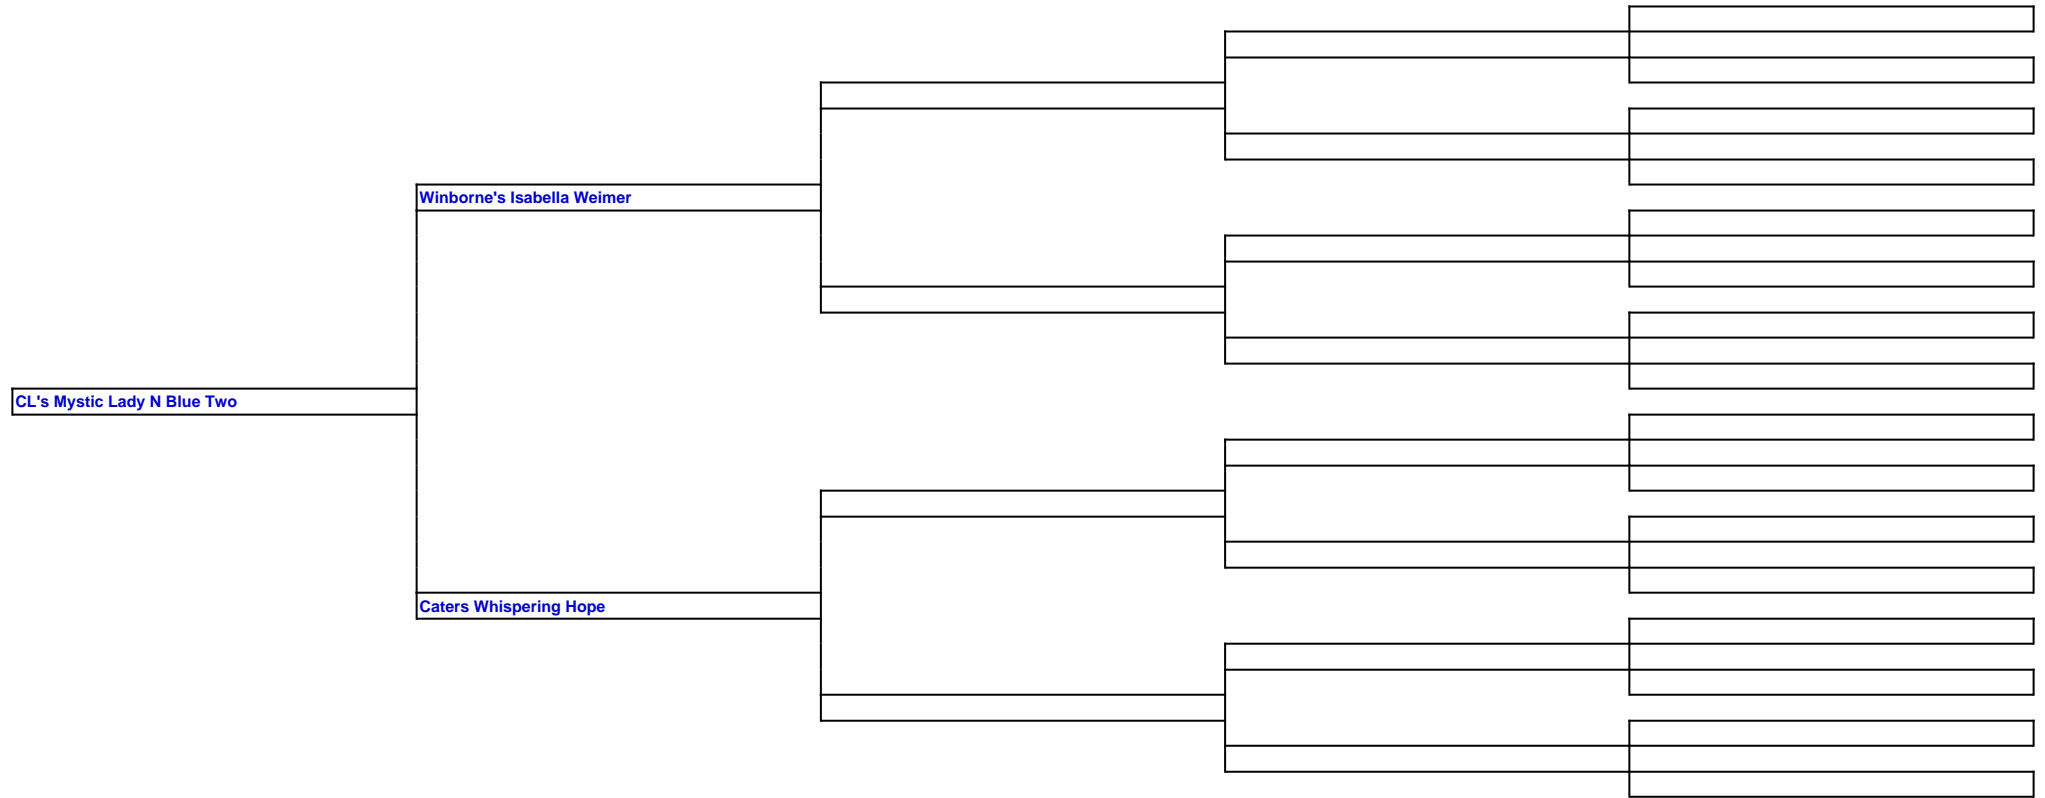 Winborne's Isabella Weimer
CL's Mystic Lady N Blue Two
Caters Whispering Hope